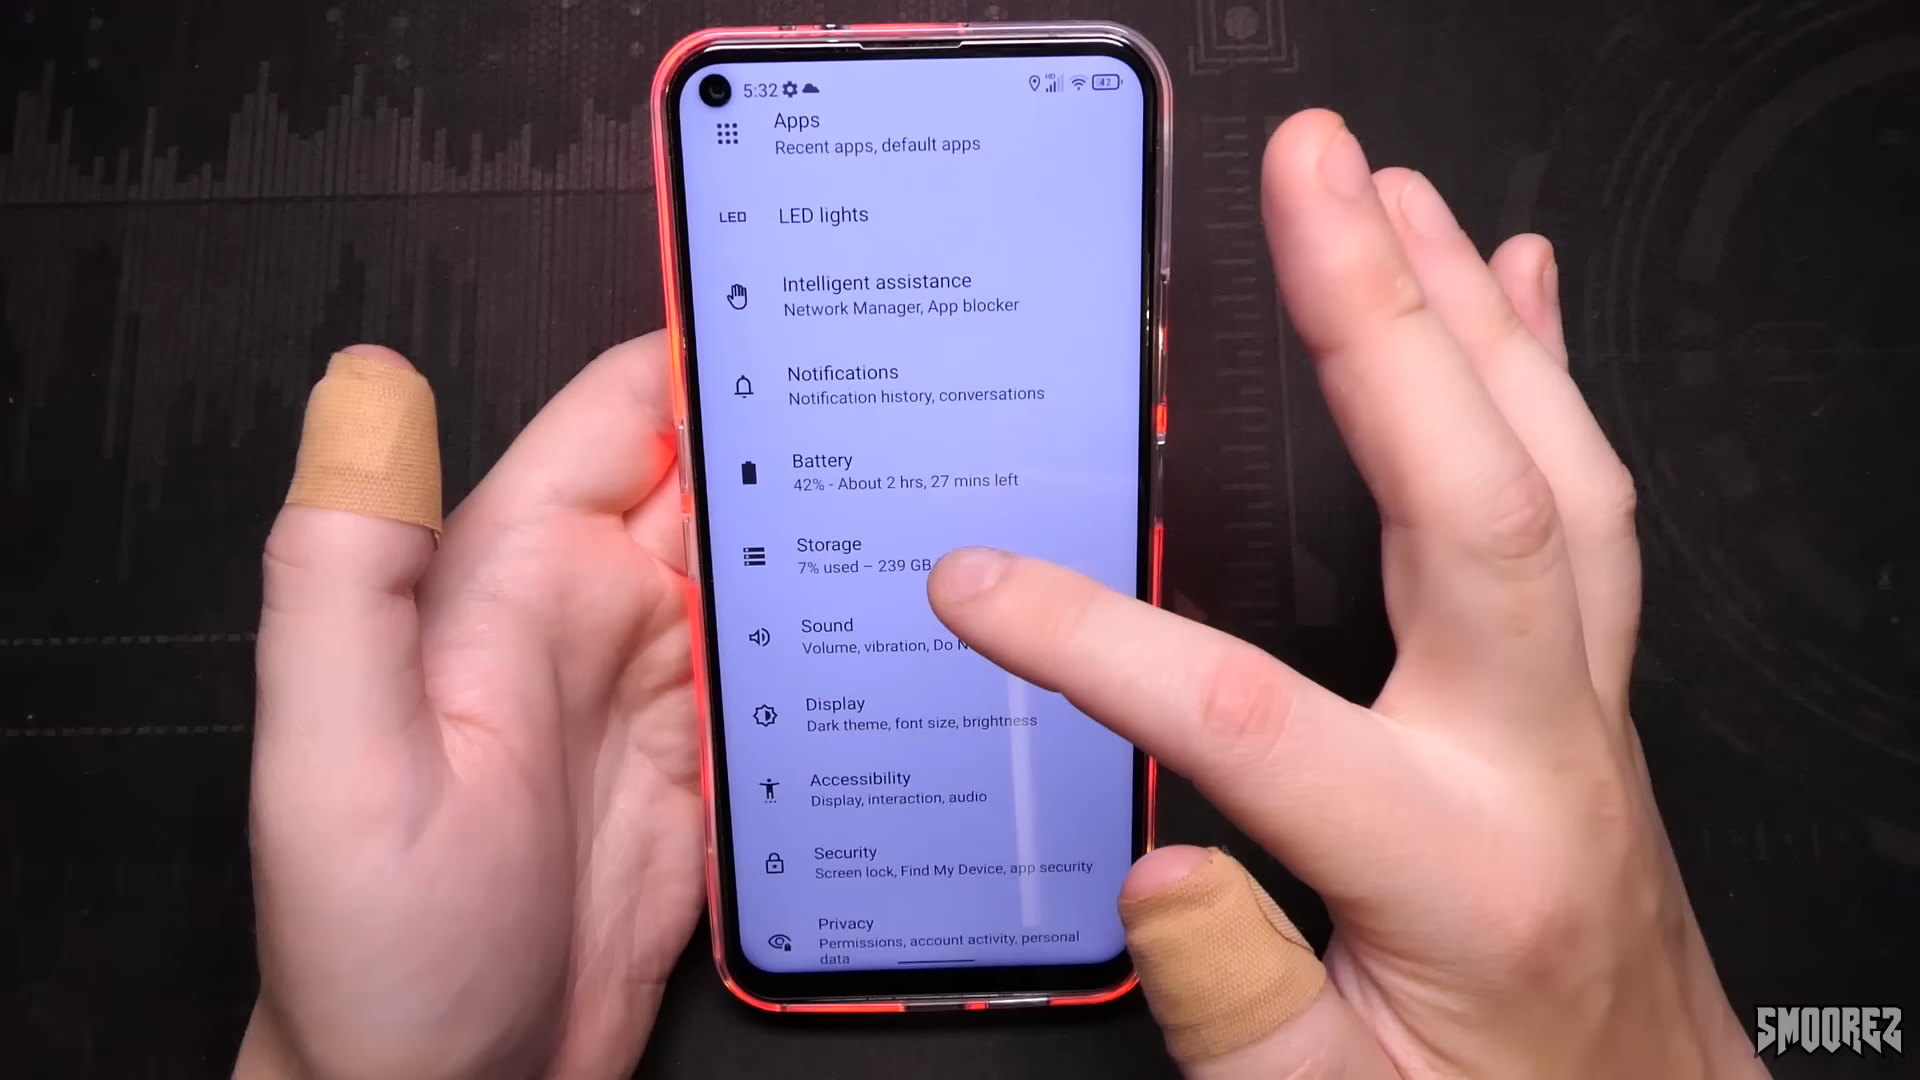 5:32
HD
42
Apps
Recent apps, default apps
LED
LED lights
Intelligent assistance
Network Manager, App blocker
Notifications
Notification history, conversations
Battery
42% - About 2 hrs, 27 mins left
Storage
7% used – 239 GB
Sound
Volume, vibration, Do
Display
Dark theme, font size, brightness
Accessibility
Display, interaction, audio
Security
Screen lock, Find My Device, app security
Privacy
Permissions, account activity, personal
data
SMOOREZ